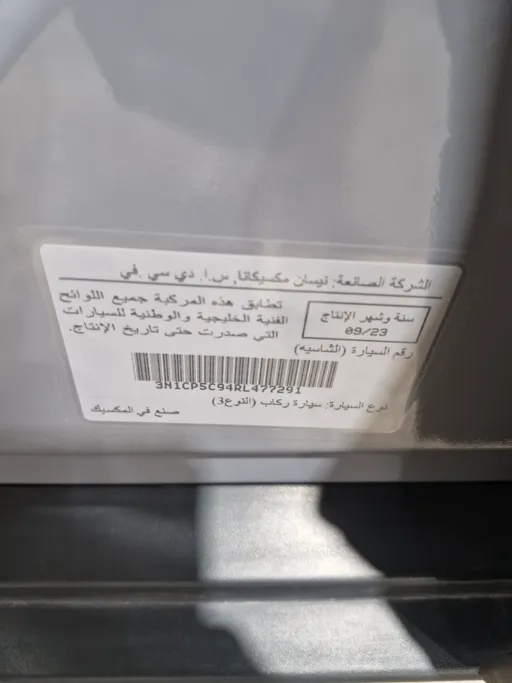 الشركة الصانعة: نيسان مكسيكانا, س.ا. دي سي .في
سنة وشهر الإنتاج
09/23
تطابق هذه المركبة جميع اللوائح
الفنية الخليجية والوطنية للسيارات
التي صدرت حتى تاريخ الإنتاج.
رقم السيارة (الشاسيه)
3N1CP5C94RL477291
نوع السيارة: سيارة ركاب (النوع3)
صنع في المكسيك